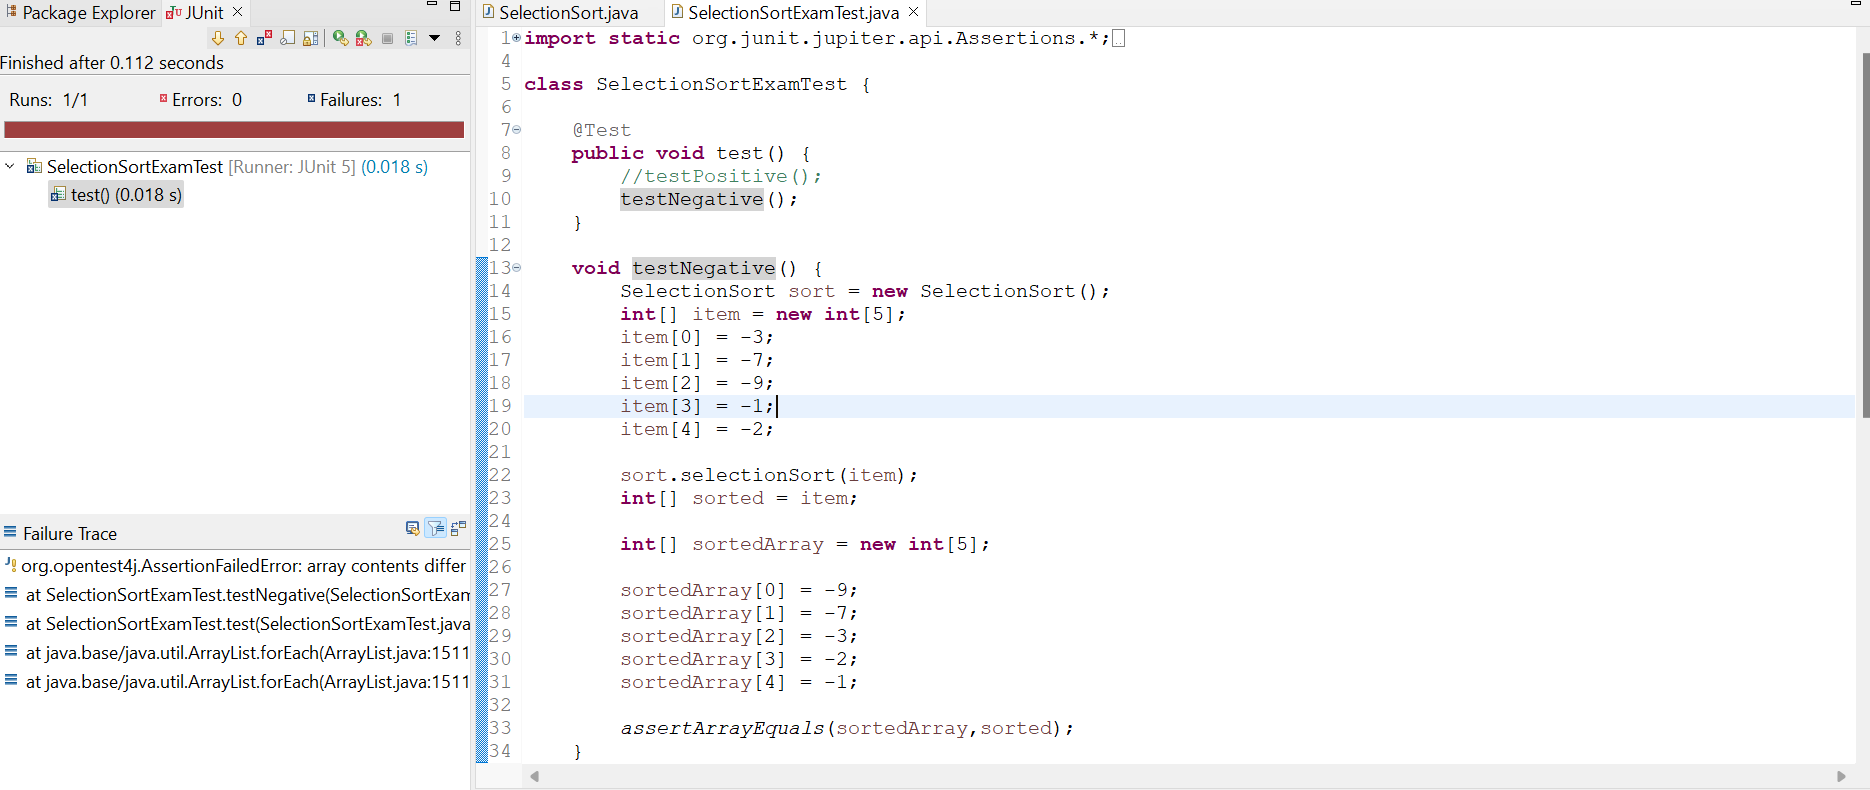 Package Explorer
JUnit
Finished after 0.112 seconds
Runs: 1/1
Errors: 0
Failures: 1
SelectionSortExamTest [Runner: JUnit 5] (0.018 s)
test() (0.018 s)
Failure Trace
org.opentest4j.AssertionFailedError: array contents differ
at SelectionSortExamTest.testNegative(SelectionSortExam
at SelectionSortExamTest.test(SelectionSortExamTest.java
at java.base/java.util.ArrayList.forEach(ArrayList.java:1511
at java.base/java.util.ArrayList.forEach(ArrayList.java:1511
SelectionSort.java
SelectionSortExamTest.java
1 import static org.junit.jupiter.api.Assertions.*;
4
5 class SelectionSortExamTest {
6
7 @Test
8 public void test() {
9 //testPositive();
10 testNegative();
11 }
12
13 void testNegative() {
14 SelectionSort sort = new SelectionSort();
15 int[] item = new int[5];
16 item[0] = -3;
17 item[1] = -7;
18 item[2] = -9;
19 item[3] = -1;
20 item[4] = -2;
21
22 sort.selectionSort(item);
23 int[] sorted = item;
24
25 int[] sortedArray = new int[5];
26
27 sortedArray[0] = -9;
28 sortedArray[1] = -7;
29 sortedArray[2] = -3;
30 sortedArray[3] = -2;
31 sortedArray[4] = -1;
32
33 assertArrayEquals(sortedArray,sorted);
34 }